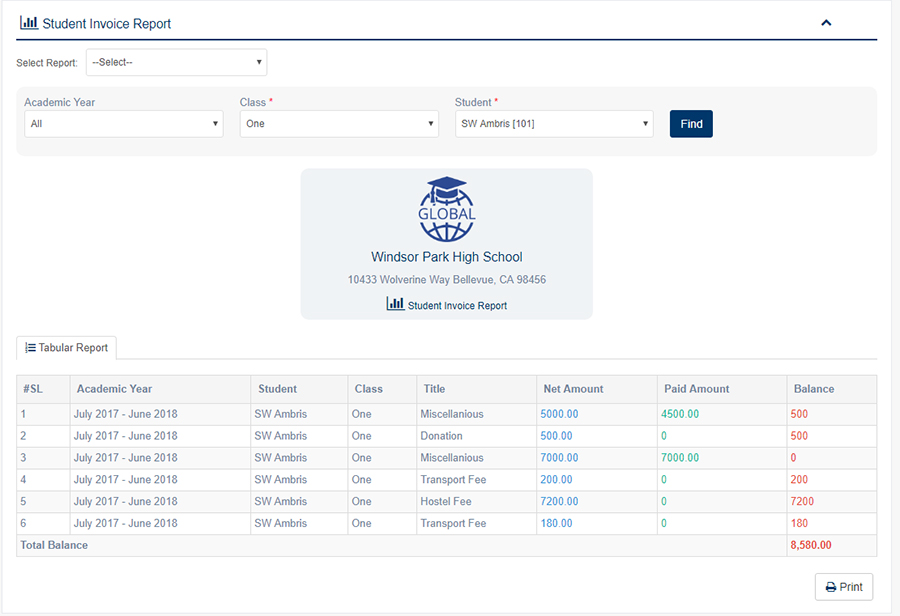 Student Invoice Report
Select Report: --Select--
Academic Year Class * Student *
All One SW Ambris [101] Find
GLOBAL
Windsor Park High School
10433 Wolverine Way Bellevue, CA 98456
Student Invoice Report
Tabular Report
#SL Academic Year Student Class Title Net Amount Paid Amount Balance
1 July 2017 - June 2018 SW Ambris One Miscellanious 5000.00 4500.00 500
2 July 2017 - June 2018 SW Ambris One Donation 500.00 0 500
3 July 2017 - June 2018 SW Ambris One Miscellanious 7000.00 7000.00 0
4 July 2017 - June 2018 SW Ambris One Transport Fee 200.00 0 200
5 July 2017 - June 2018 SW Ambris One Hostel Fee 7200.00 0 7200
6 July 2017 - June 2018 SW Ambris One Transport Fee 180.00 0 180
Total Balance 8,580.00
Print